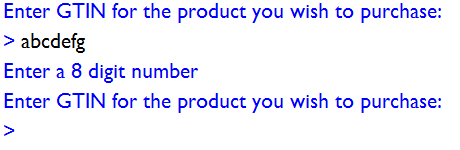 Enter GTIN for the product you wish to purchase:
> abcdefg
Enter a 8 digit number
Enter GTIN for the product you wish to purchase:
>